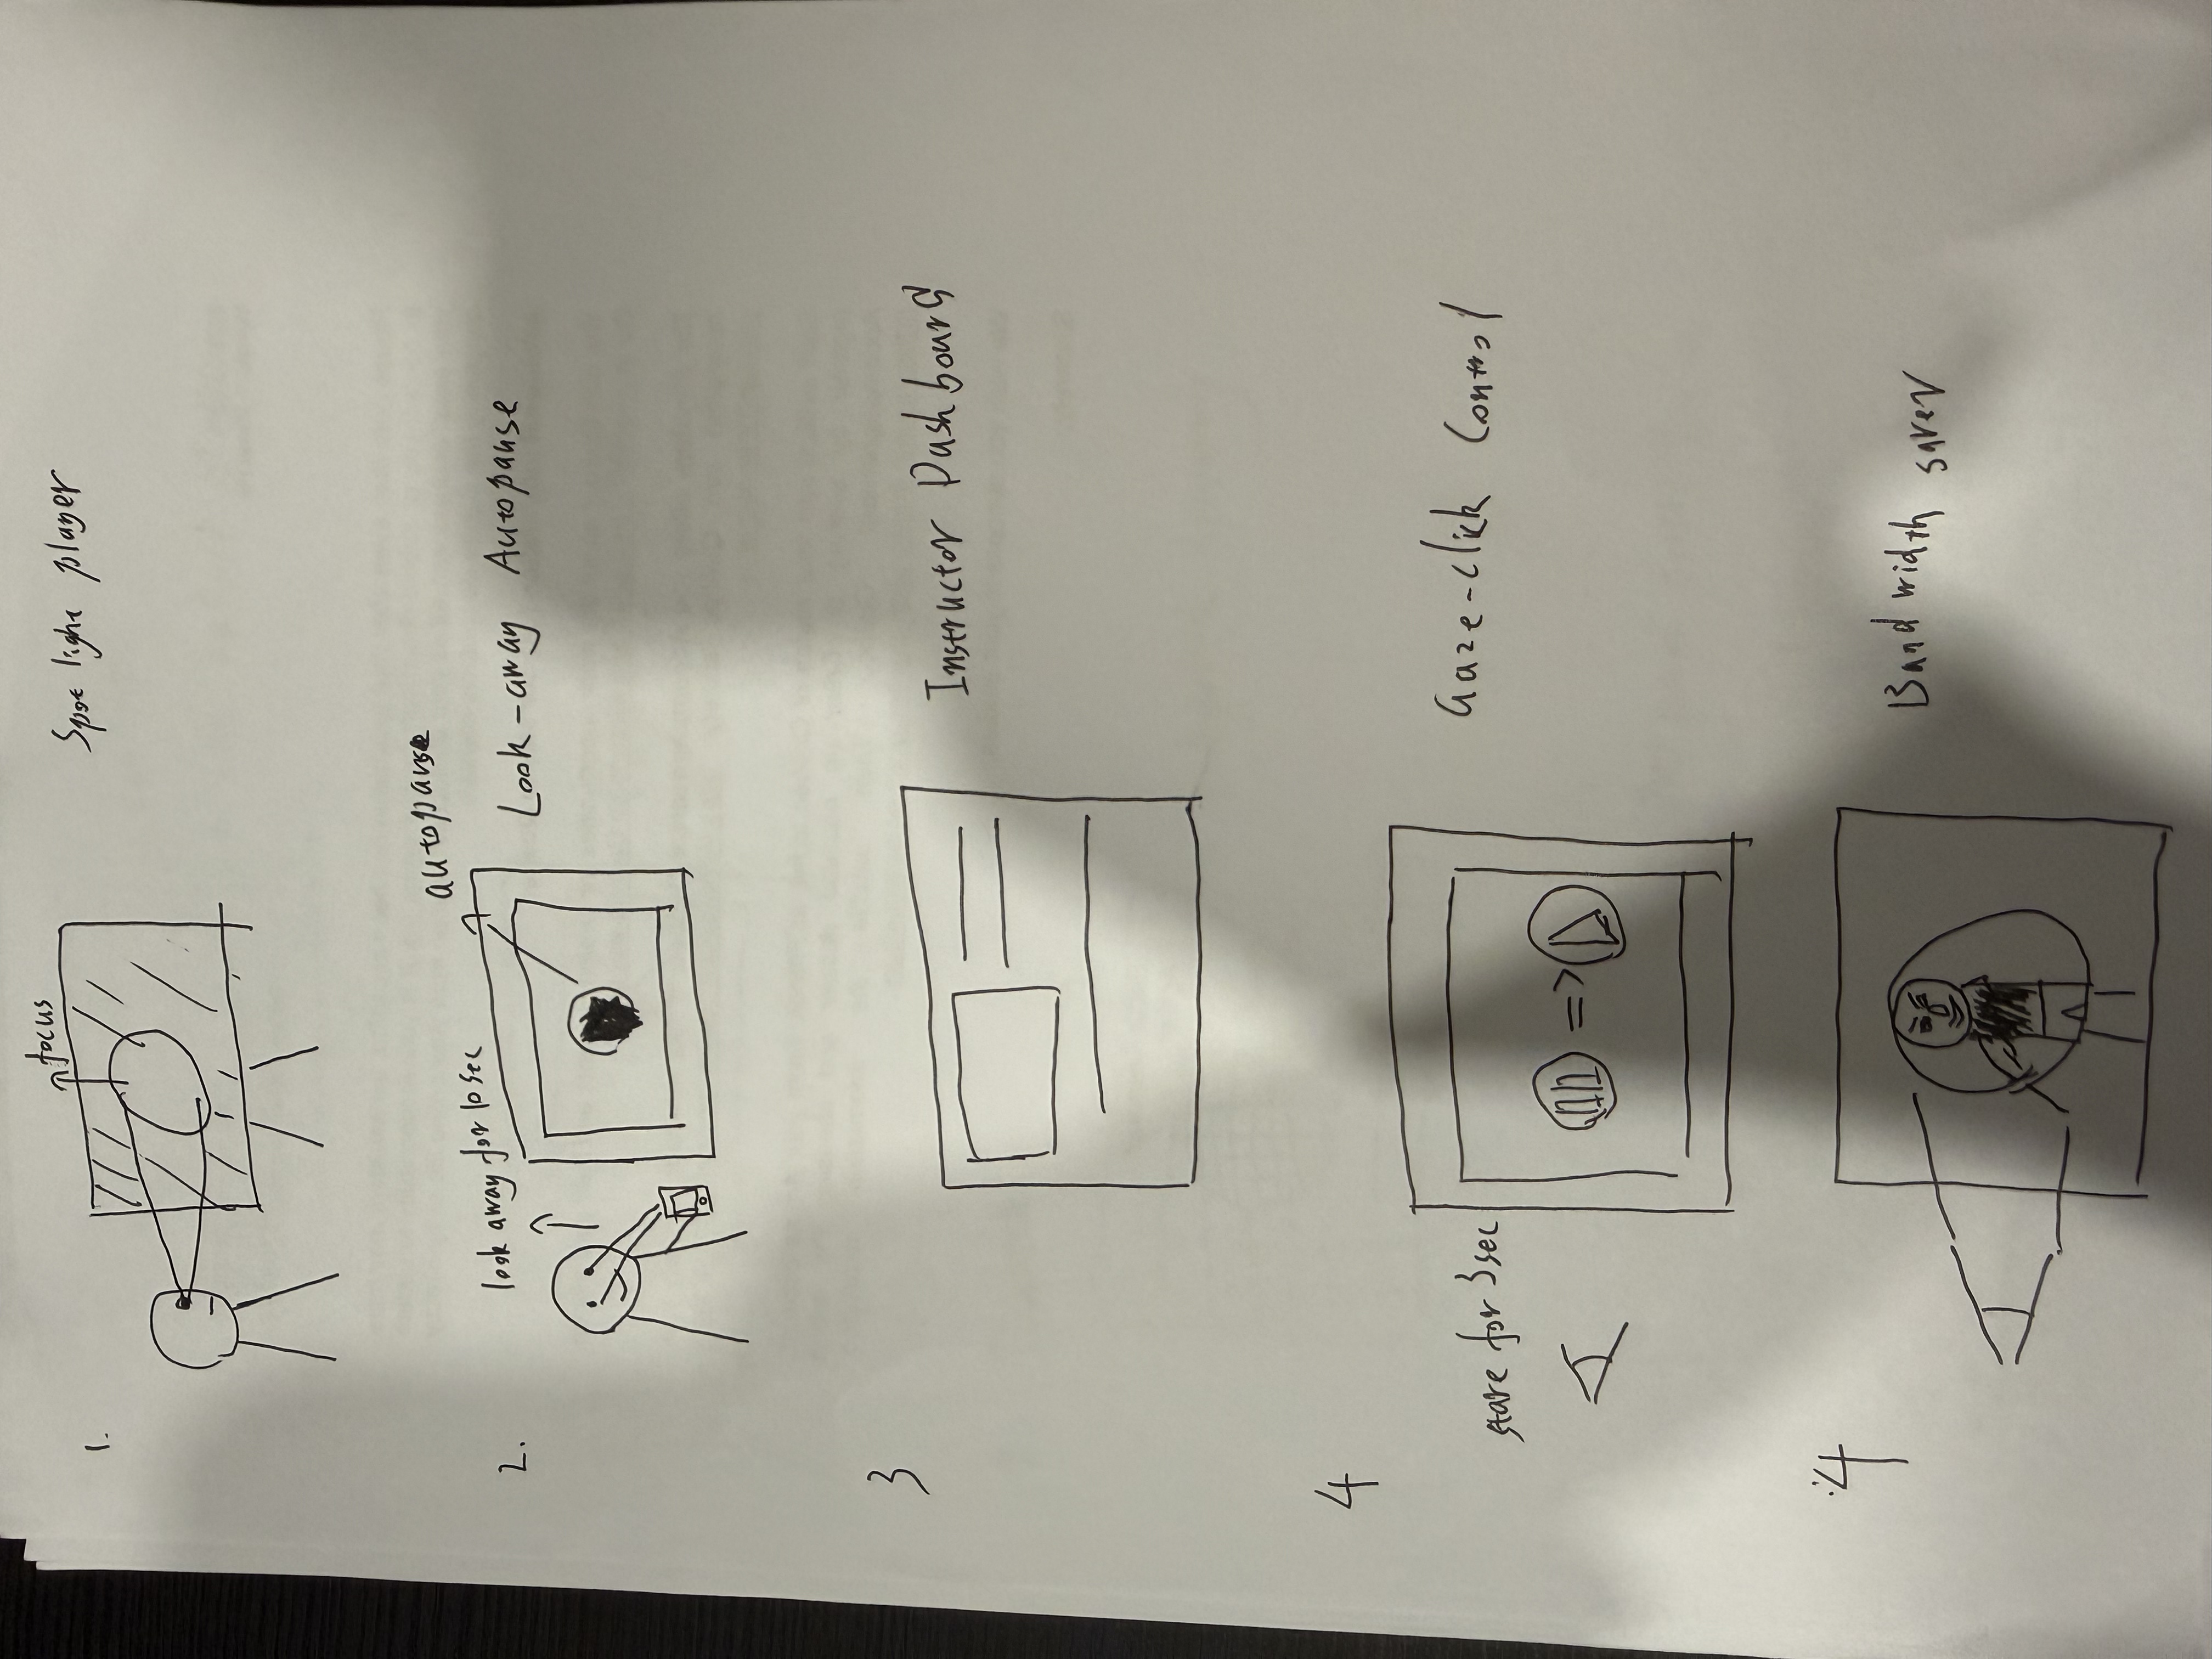 1.
focus
Spot light player
2.
look away for 10 sec
autopause
Look-away Autopause
3
Instructor Dashboard
4
stare for 3 sec
Gaze-click Control
4
Bandwidth saver